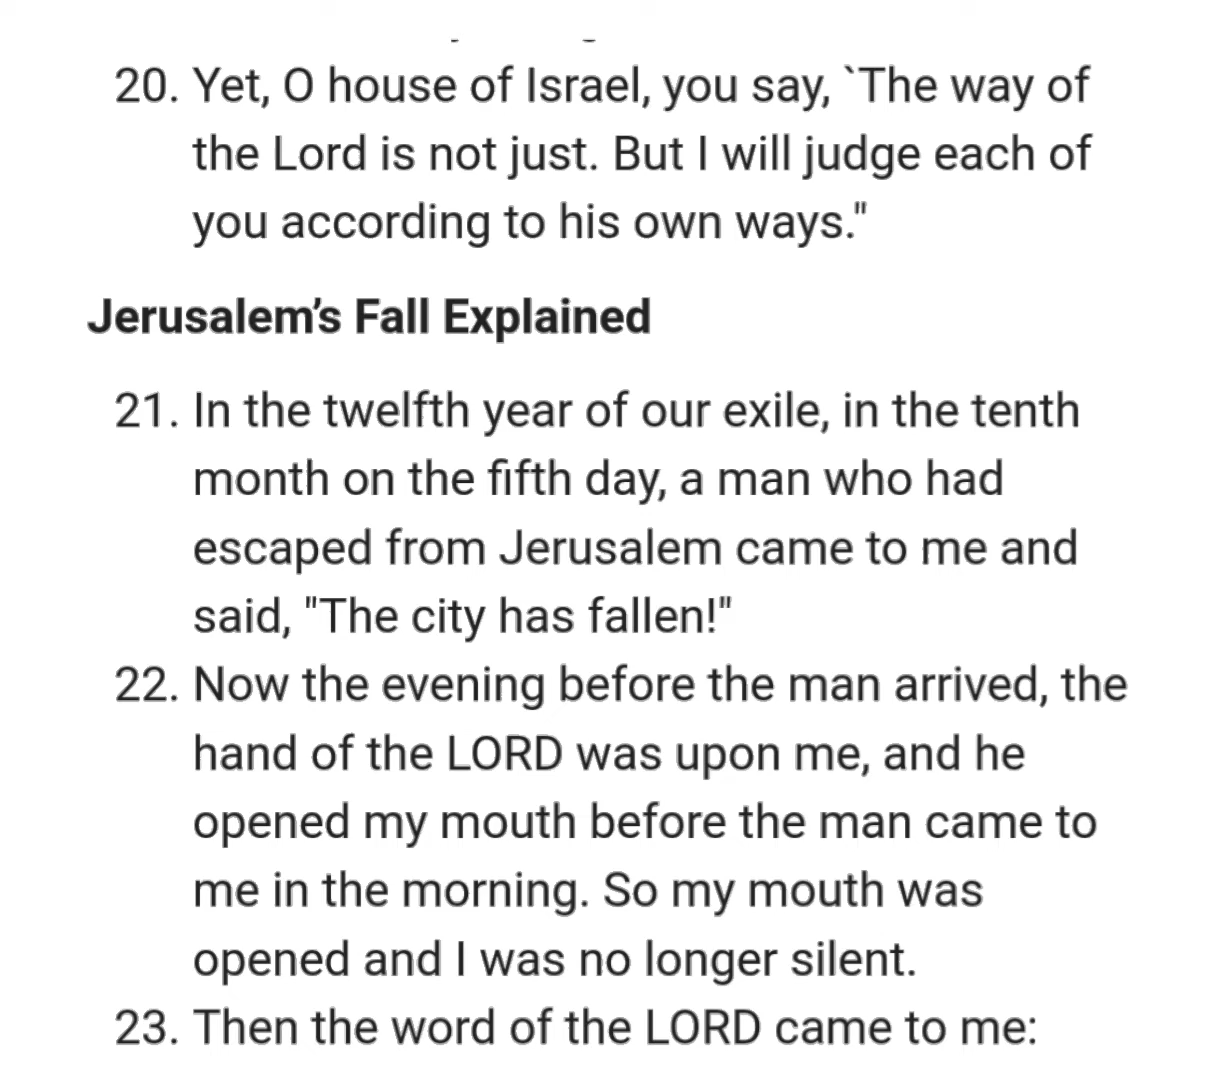 20. Yet, O house of Israel, you say, `The way of
the Lord is not just. But I will judge each of
you according to his own ways."
Jerusalem’s Fall Explained
21. In the twelfth year of our exile, in the tenth
month on the fifth day, a man who had
escaped from Jerusalem came to me and
said, "The city has fallen!"
22. Now the evening before the man arrived, the
hand of the LORD was upon me, and he
opened my mouth before the man came to
me in the morning. So my mouth was
opened and I was no longer silent.
23. Then the word of the LORD came to me: